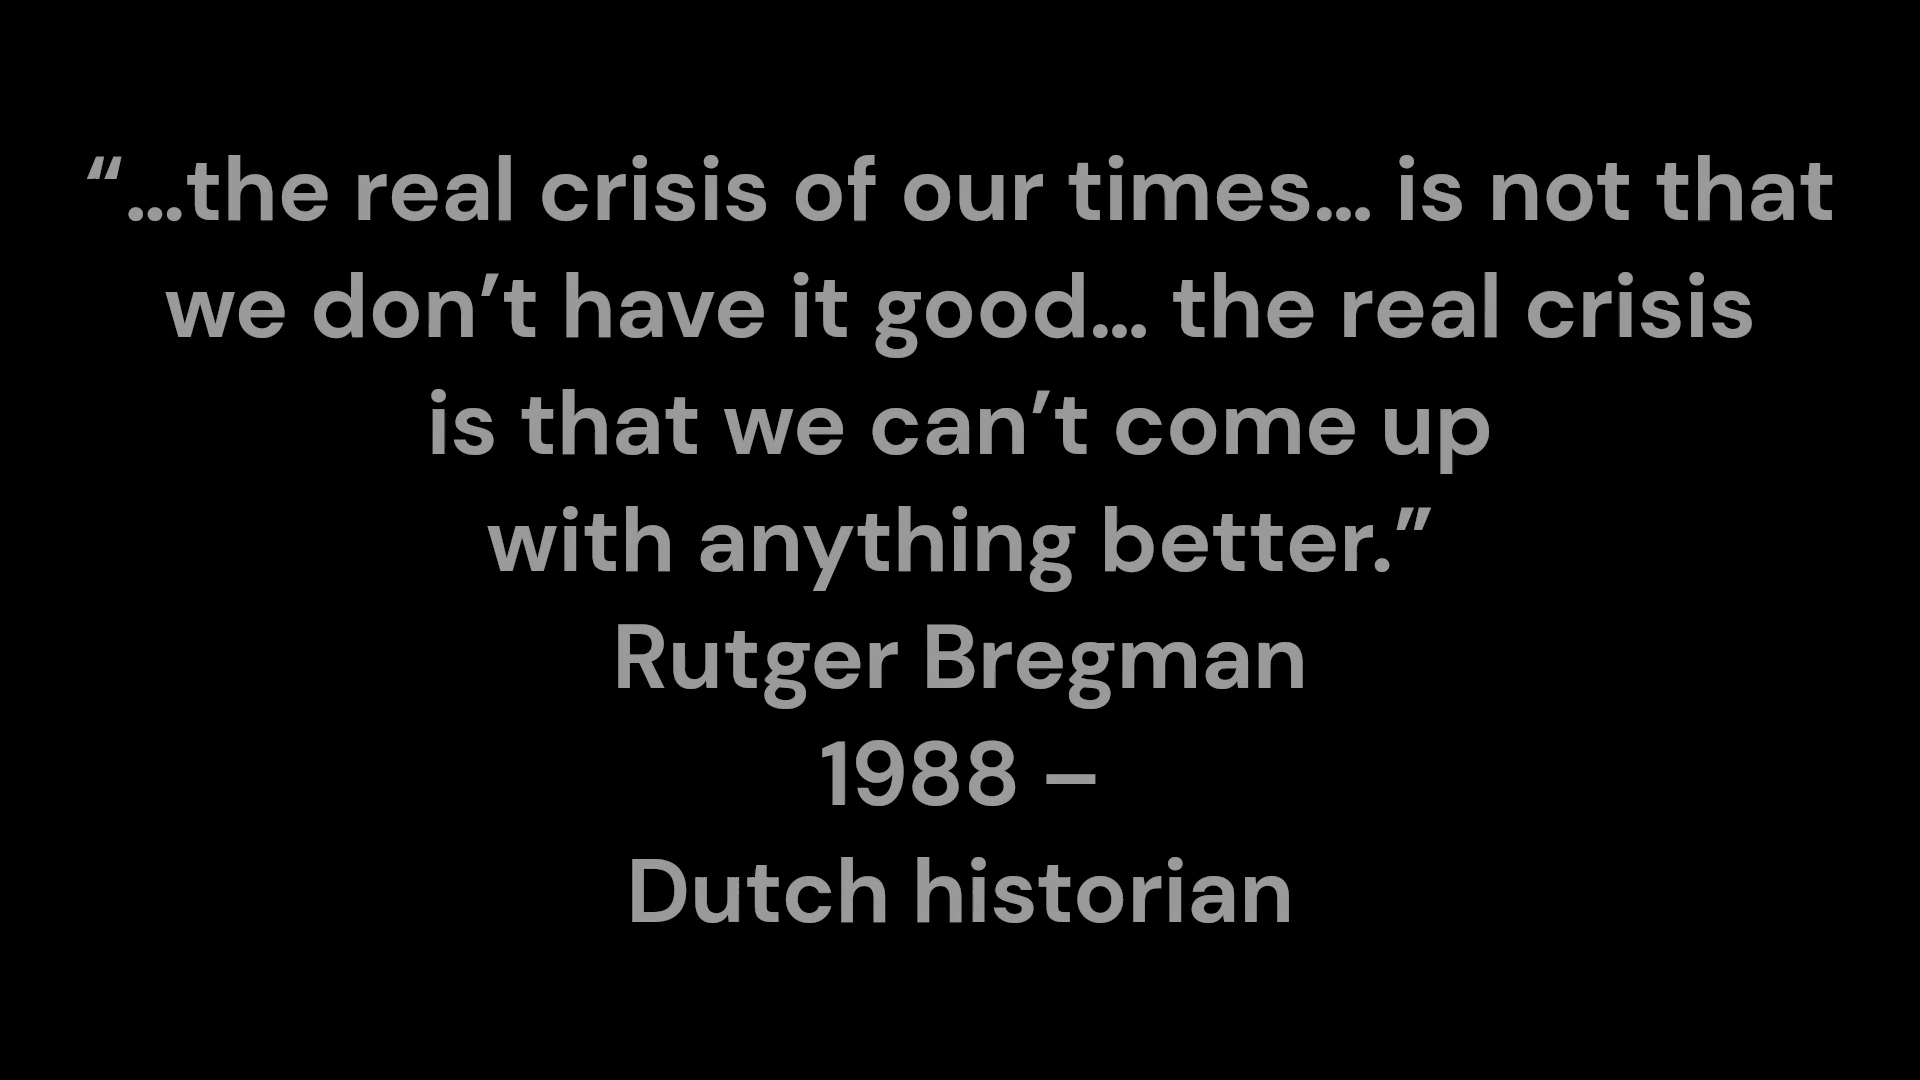 “…the real crisis of our times… is not that
we don’t have it good… the real crisis
is that we can’t come up
with anything better.”
Rutger Bregman
1988 –
Dutch historian